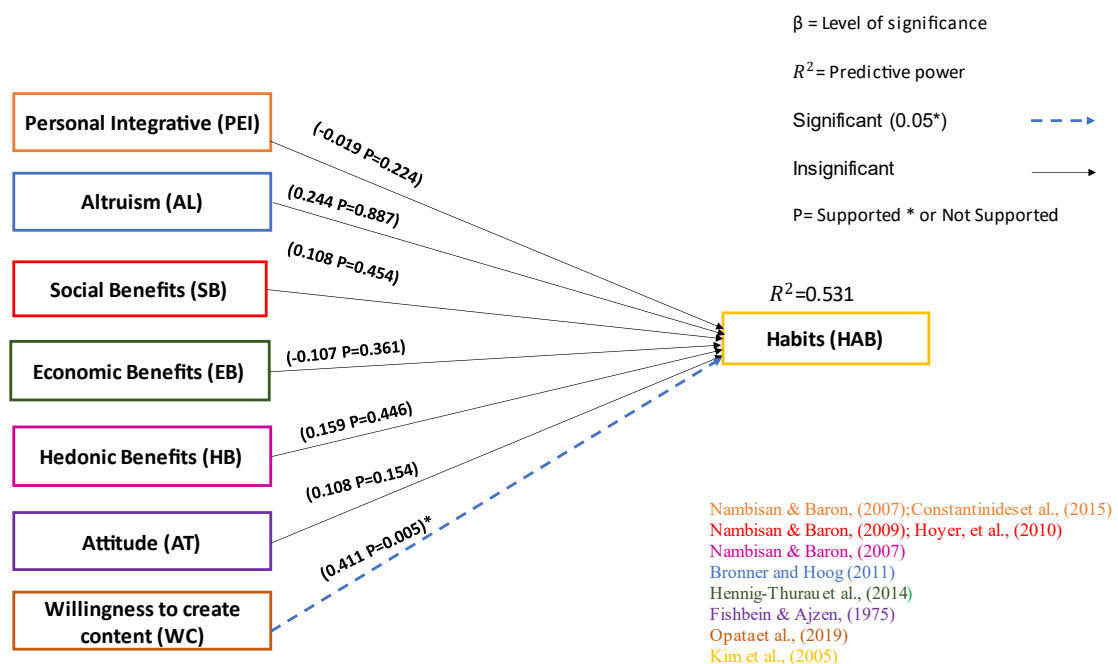 β = Level of significance
R²= Predictive power
Significant (0.05*)
Insignificant
P= Supported * or Not Supported
Personal Integrative (PEI)
(-0.019 P=0.224)
Altruism (AL)
(0.244 P=0.887)
Social Benefits (SB)
(0.108 P=0.454)
R²=0.531
Habits (HAB)
Economic Benefits (EB)
(-0.107 P=0.361)
Hedonic Benefits (HB)
(0.159 P=0.446)
Attitude (AT)
(0.108 P=0.154)
Willingness to create
content (WC)
(0.411 P=0.005)*
Nambisan & Baron, (2007);Constantinides et al., (2015)
Nambisan & Baron, (2009); Hoyer, et al., (2010)
Nambisan & Baron, (2007)
Bronner and Hoog (2011)
Hennig-Thurau et al., (2014)
Fishbein & Ajzen, (1975)
Opata et al., (2019)
Kim et al., (2005)